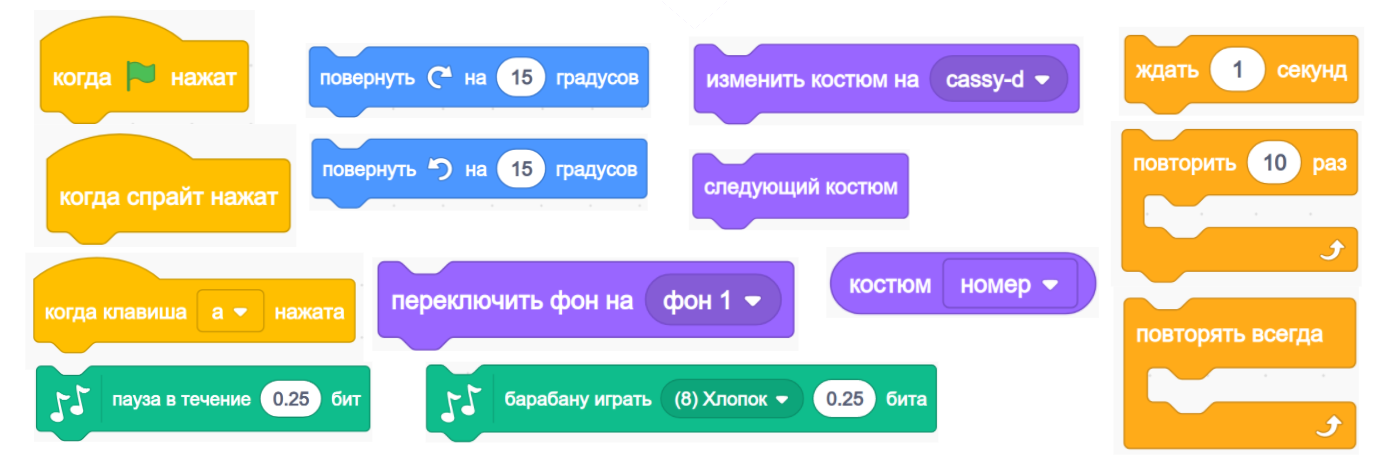 когда нажат
повернуть на 15 градусов
изменить костюм на cassy-d
ждать 1 секунд
когда спрайт нажат
повернуть на 15 градусов
следующий костюм
повторить 10 раз
когда клавиша a нажата
переключить фон на фон 1
костюм номер
повторять всегда
пауза в течение 0.25 бит
барабану играть (8) Хлопок 0.25 бита